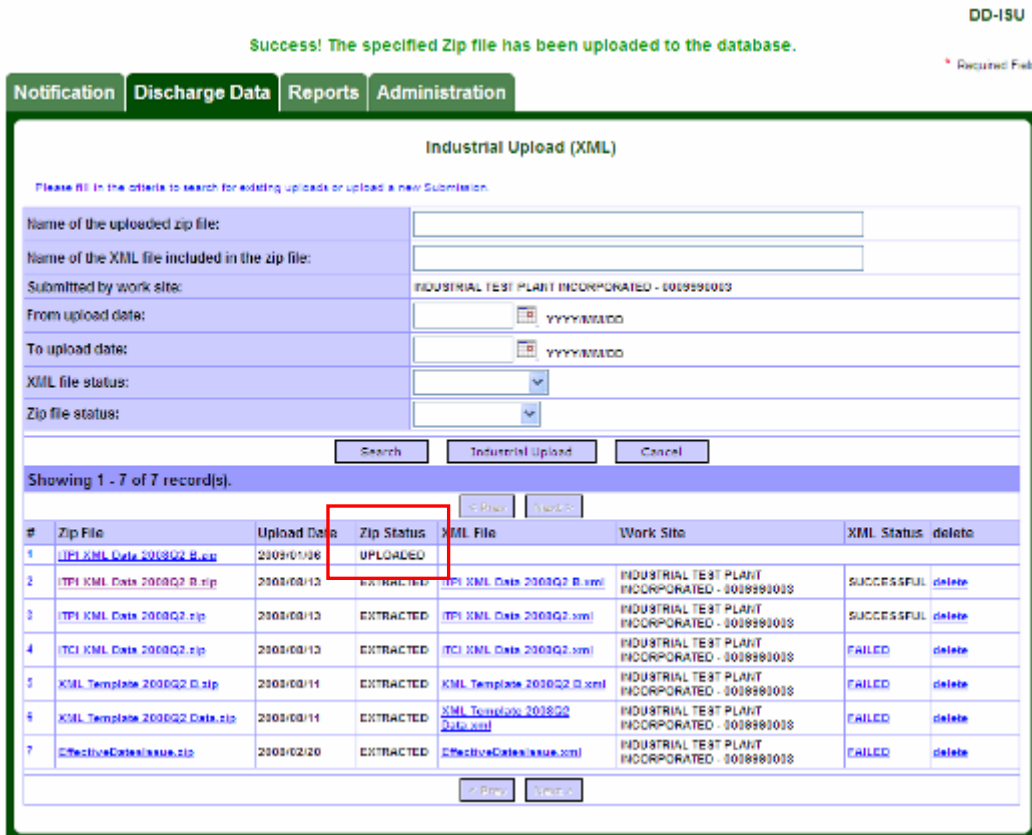 DD-ISU
Success! The specified Zip file has been uploaded to the database.
* Required Fiel
Notification Discharge Data Reports Administration
Industrial Upload (XML)
Please fill in the criteria to search for existing uploads or upload a new Submission.
Name of the uploaded zip file:
Name of the XML file included in the zip file:
Submitted by work site: INDUSTRIAL TEST PLANT INCORPORATED - 0009990003
From upload date: YYYY/MM/DD
To upload date: YYYY/MM/DD
XML file status:
Zip file status:
Search Industrial Upload Cancel
Showing 1 - 7 of 7 record(s).
< Prev Next >
# Zip File Upload Date Zip Status XML File Work Site XML Status delete
1 ITPI XML Data 2008Q2 B.zip 2009/01/06 UPLOADED
2 ITPI XML Data 2008Q2 B.zip 2008/08/13 EXTRACTED ITPI XML Data 2008Q2 B.xml INDUSTRIAL TEST PLANT INCORPORATED - 0009990003 SUCCESSFUL delete
3 ITPI XML Data 2008Q2.zip 2008/08/13 EXTRACTED ITPI XML Data 2008Q2.xml INDUSTRIAL TEST PLANT INCORPORATED - 0009990003 SUCCESSFUL delete
4 ITCI XML Data 2008Q2.zip 2008/08/13 EXTRACTED ITCI XML Data 2008Q2.xml INDUSTRIAL TEST PLANT INCORPORATED - 0009990003 FAILED delete
5 XML Template 2008Q2 B.zip 2008/08/11 EXTRACTED XML Template 2008Q2 B.xml INDUSTRIAL TEST PLANT INCORPORATED - 0009990003 FAILED delete
6 XML Template 2008Q2 Data.zip 2008/08/11 EXTRACTED XML Template 2008Q2 Data.xml INDUSTRIAL TEST PLANT INCORPORATED - 0009990003 FAILED delete
7 EffectiveDatesIssue.zip 2008/02/20 EXTRACTED EffectiveDatesIssue.xml INDUSTRIAL TEST PLANT INCORPORATED - 0009990003 FAILED delete
< Prev Next >